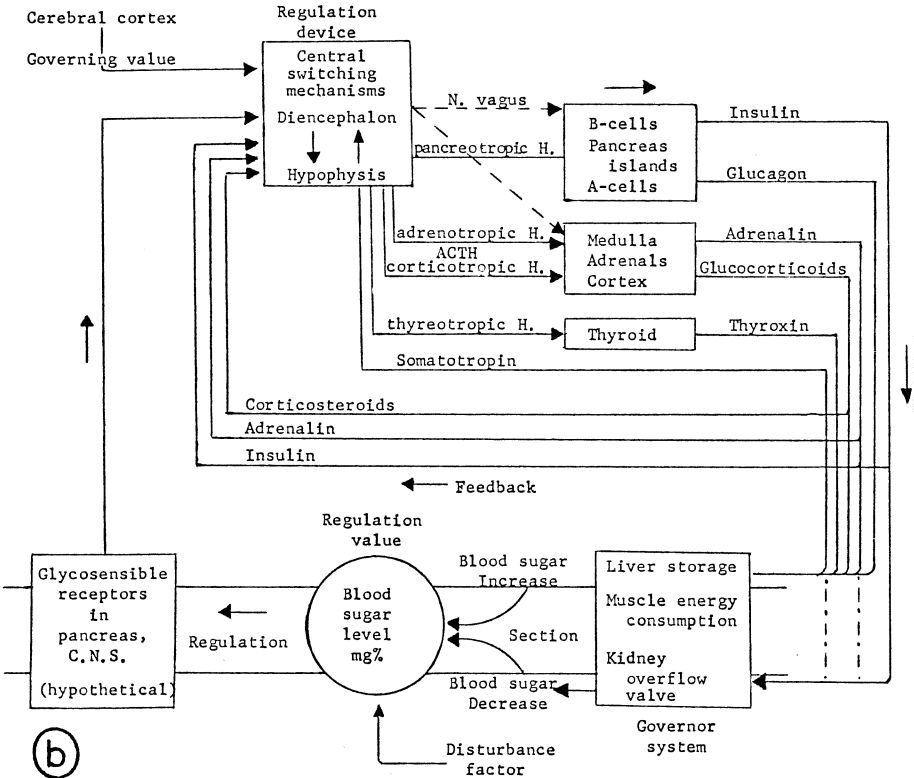 Cerebral cortex
Governing value
Regulation
device
Central
switching
mechanisms
Diencephalon
Hypophysis
N. vagus
pancreotropic H.
B-cells
Pancreas
islands
A-cells
Insulin
Glucagon
adrenotropic H.
ACTH
corticotropic H.
Medulla
Adrenals
Cortex
Adrenalin
Glucocorticoids
thyreotropic H.
Thyroid
Thyroxin
Somatotropin
Corticosteroids
Adrenalin
Insulin
Feedback
Regulation
value
Glycosensible
receptors
in
pancreas,
C.N.S.
(hypothetical)
Regulation
Blood
sugar
level
mg%
Blood sugar
Increase
Section
Blood sugar
Decrease
Liver storage
Muscle energy
consumption
Kidney
overflow
valve
Governor
system
Disturbance
factor
b